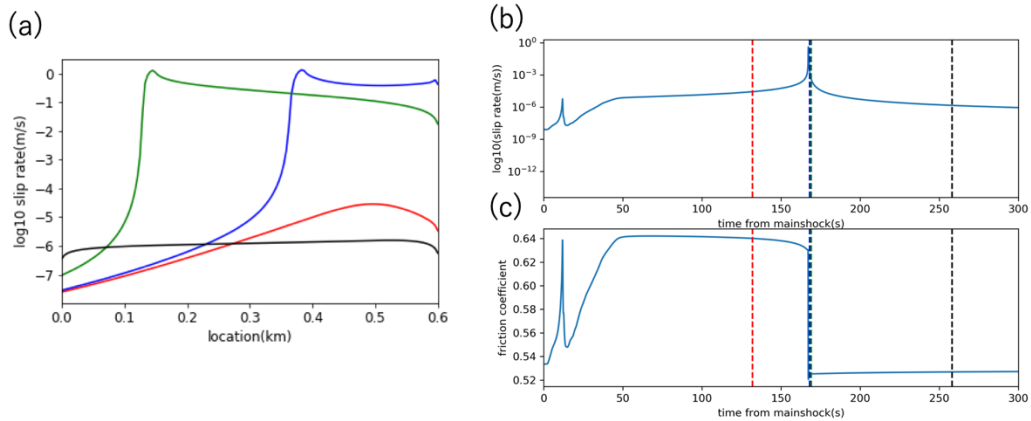 (a)
log10 slip rate(m/s)
0
−1
−2
−3
−4
−5
−6
−7
0.0 0.1 0.2 0.3 0.4 0.5 0.6
location(km)
(b)
log10(slip rate(m/s))
10⁰
10⁻³
10⁻⁶
10⁻⁹
10⁻¹²
0 50 100 150 200 250 300
time from mainshock(s)
(c)
friction coefficient
0.64
0.62
0.60
0.58
0.56
0.54
0.52
0 50 100 150 200 250 300
time from mainshock(s)